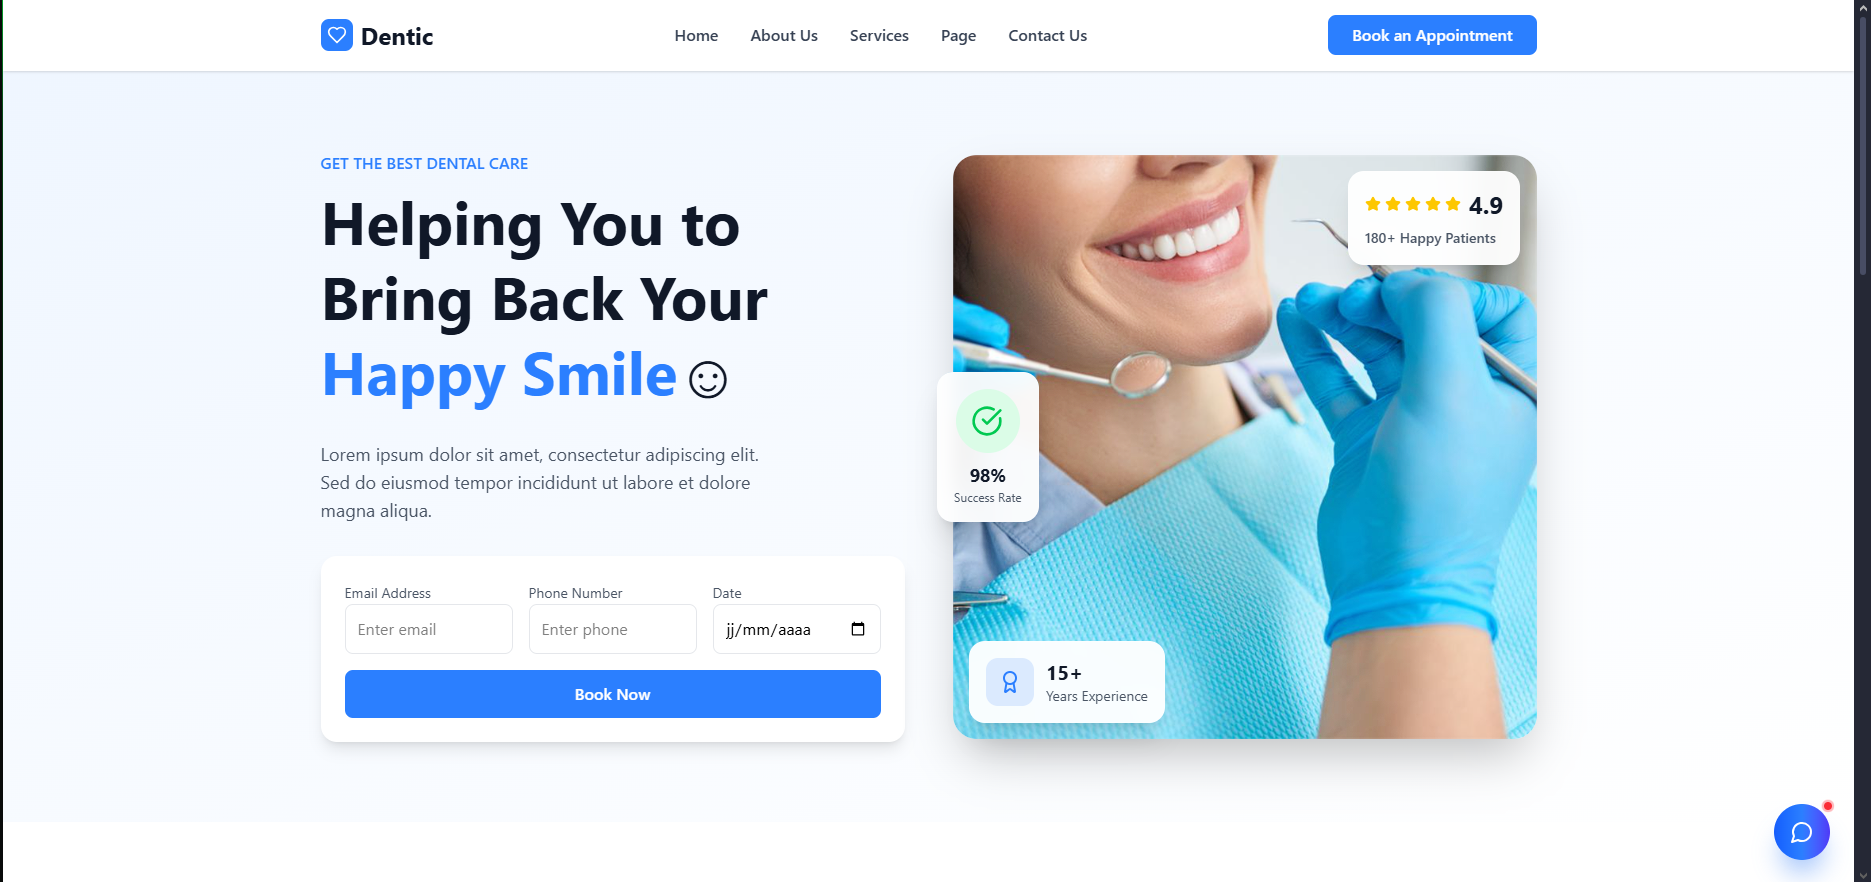 Dentic
Home
About Us
Services
Page
Contact Us
Book an Appointment
GET THE BEST DENTAL CARE
Helping You to
Bring Back Your
Happy Smile☺
Lorem ipsum dolor sit amet, consectetur adipiscing elit.
Sed do eiusmod tempor incididunt ut labore et dolore
magna aliqua.
Email Address
Phone Number
Date
Enter email
Enter phone
jj/mm/aaaa
Book Now
4.9
180+ Happy Patients
98%
Success Rate
15+
Years Experience